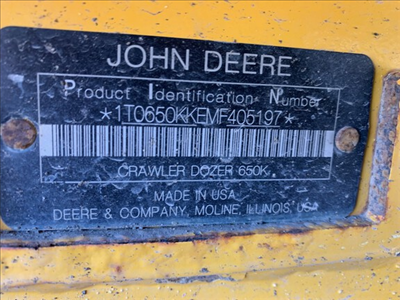 JOHN DEERE
Product Identification Number
*1T0650KKEMF405197*
CRAWLER DOZER 650K
MADE IN USA
DEERE & COMPANY, MOLINE, ILLINOIS, USA